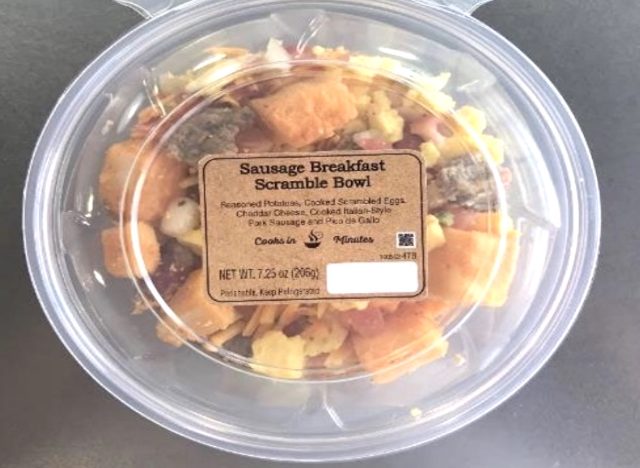 Sausage Breakfast
Scramble Bowl
Seasoned Potatoes, Cooked Scrambled Eggs,
Cheddar Cheese, Cooked Italian-Style
Pork Sausage and Pico de Gallo
Cooks in Minutes
NET WT. 7.25 oz (206g)
Perishable, Keep Refrigerated